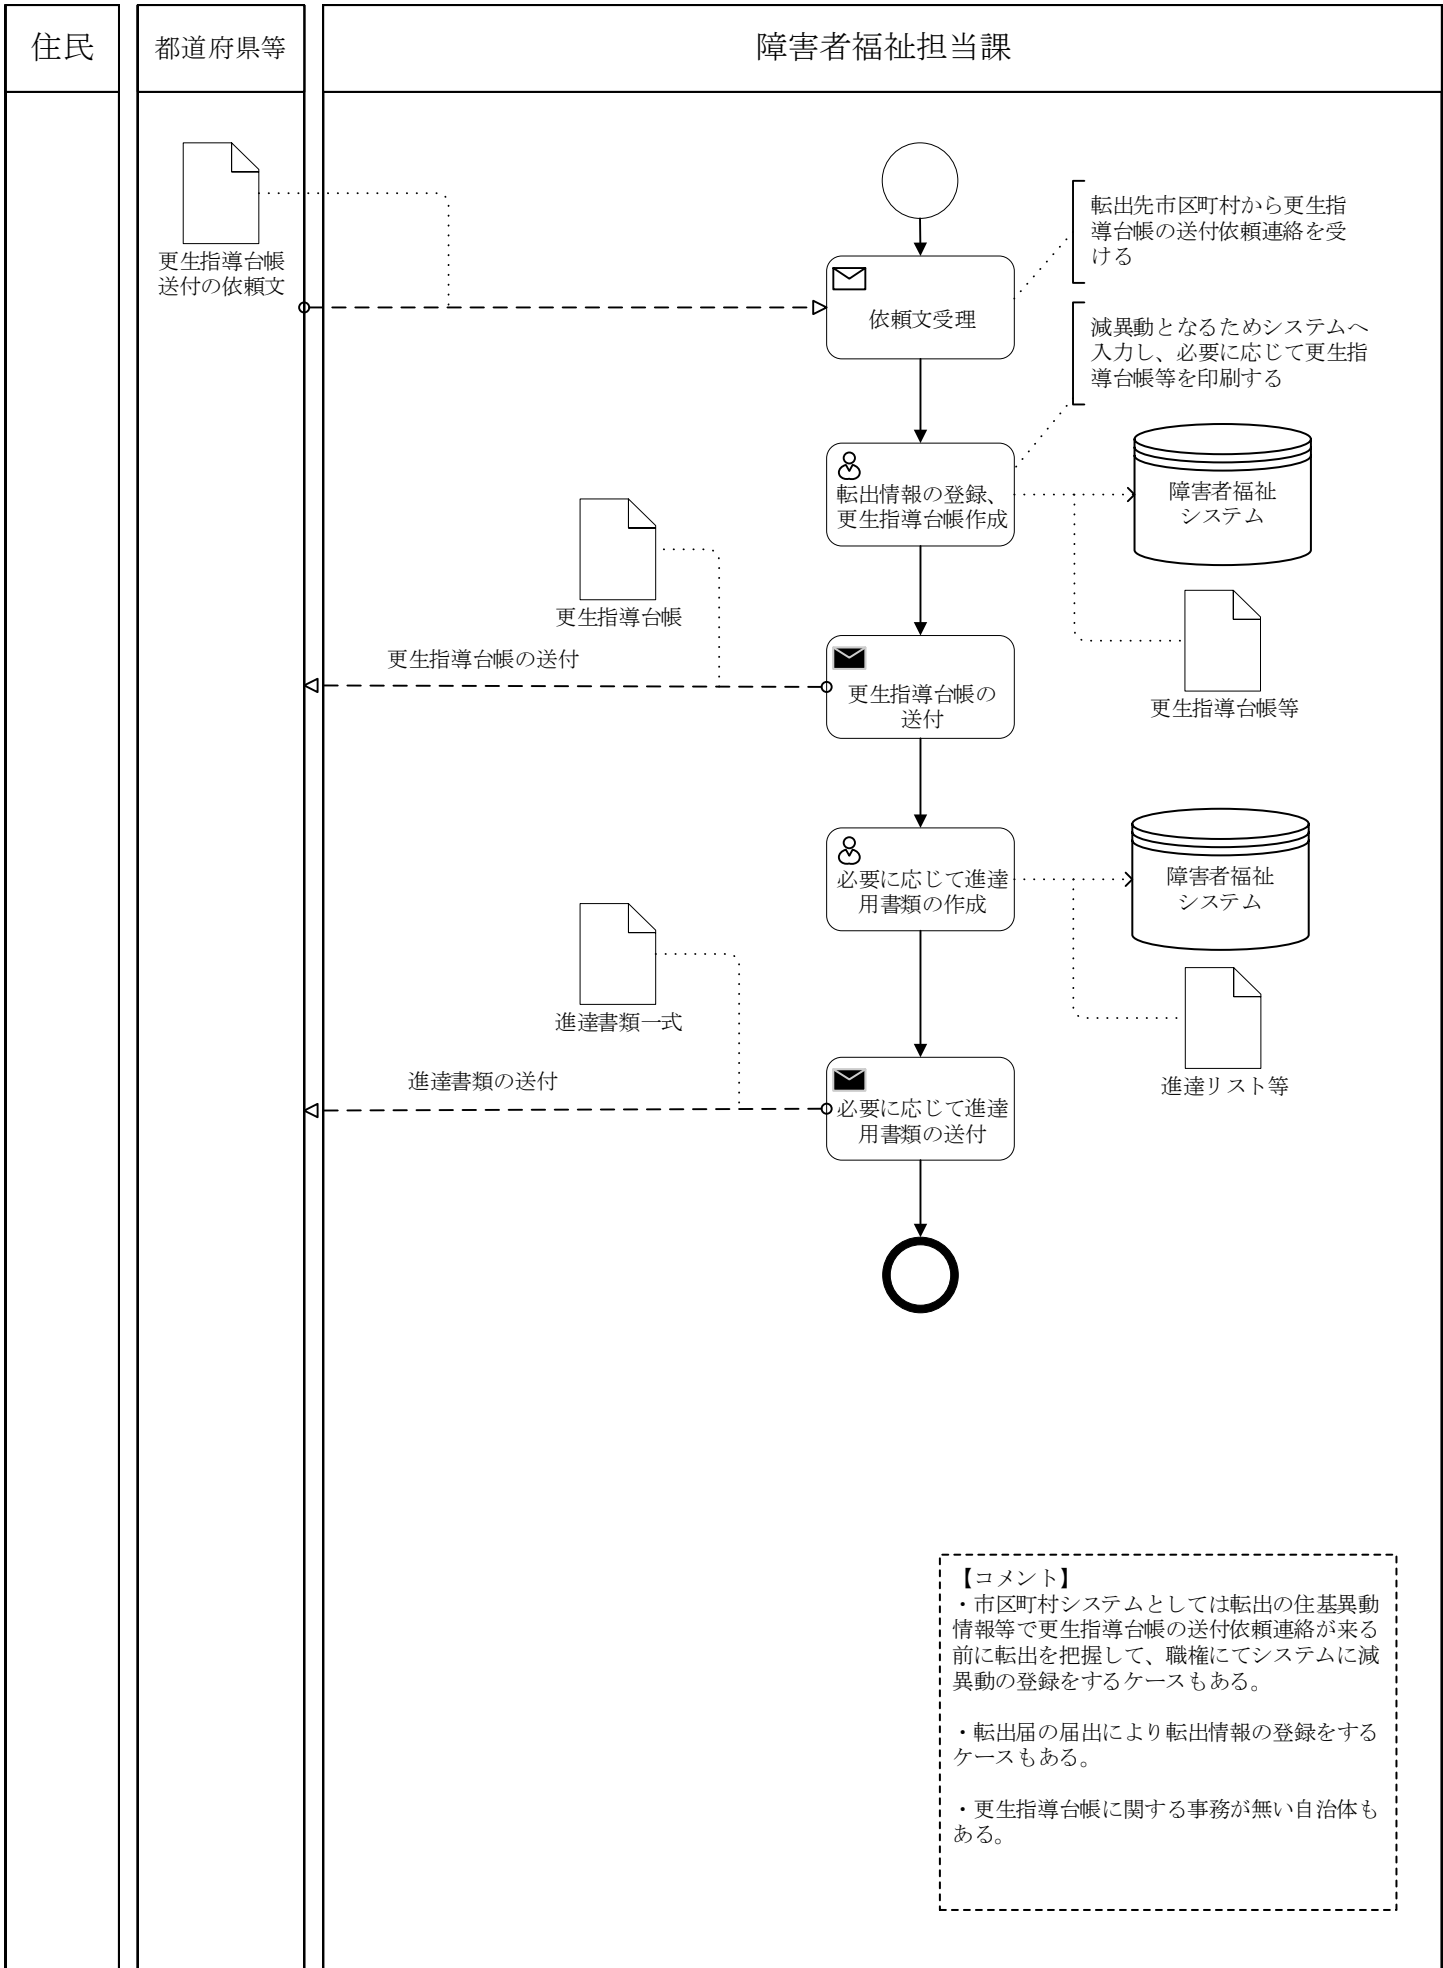 住民
都道府県等
障害者福祉担当課
更生指導台帳
送付の依頼文
転出先市区町村から更生指
導台帳の送付依頼連絡を受
ける
依頼文受理
減異動となるためシステムへ
入力し、必要に応じて更生指
導台帳等を印刷する
転出情報の登録、
更生指導台帳作成
障害者福祉
システム
更生指導台帳
更生指導台帳等
更生指導台帳の送付
更生指導台帳の
送付
必要に応じて進達
用書類の作成
障害者福祉
システム
進達書類一式
進達リスト等
進達書類の送付
必要に応じて進達
用書類の送付
【コメント】
・市区町村システムとしては転出の住基異動
情報等で更生指導台帳の送付依頼連絡が来る
前に転出を把握して、職権にてシステムに減
異動の登録をするケースもある。
・転出届の届出により転出情報の登録をする
ケースもある。
・更生指導台帳に関する事務が無い自治体も
ある。